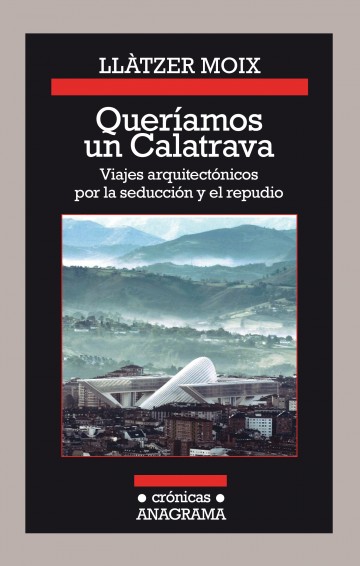 LLÀTZER MOIX
Queríamos
un Calatrava
Viajes arquitectónicos
por la seducción y el repudio
crónicas
ANAGRAMA